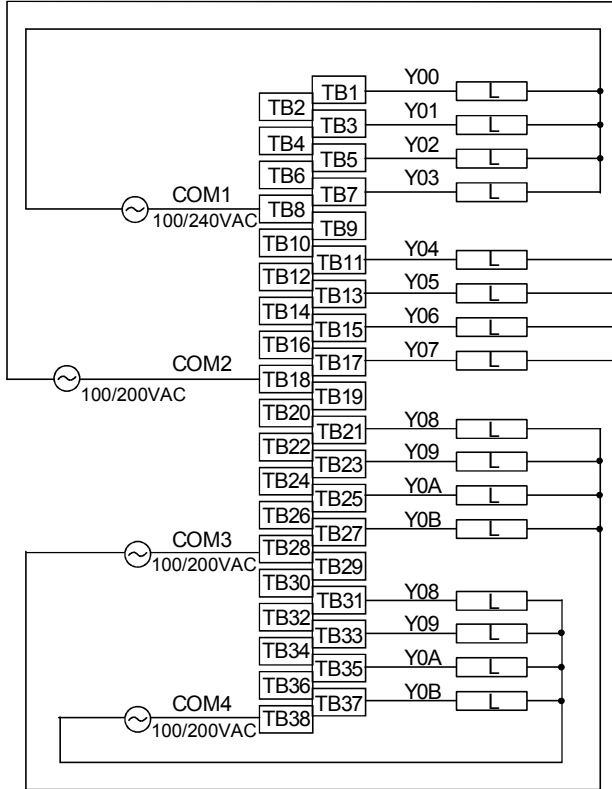 Y00
TB1 L
TB2
Y01
TB3 L
TB4
Y02
TB5 L
TB6
Y03
TB7 L
COM1
TB8
100/240VAC
TB9
TB10
Y04
TB11 L
TB12
Y05
TB13 L
TB14
Y06
TB15 L
TB16
Y07
TB17 L
COM2
TB18
100/200VAC
TB19
TB20
Y08
TB21 L
TB22
Y09
TB23 L
TB24
Y0A
TB25 L
TB26
Y0B
TB27 L
COM3
TB28
100/200VAC
TB29
TB30
Y08
TB31 L
TB32
Y09
TB33 L
TB34
Y0A
TB35 L
TB36
Y0B
TB37 L
COM4
TB38
100/200VAC